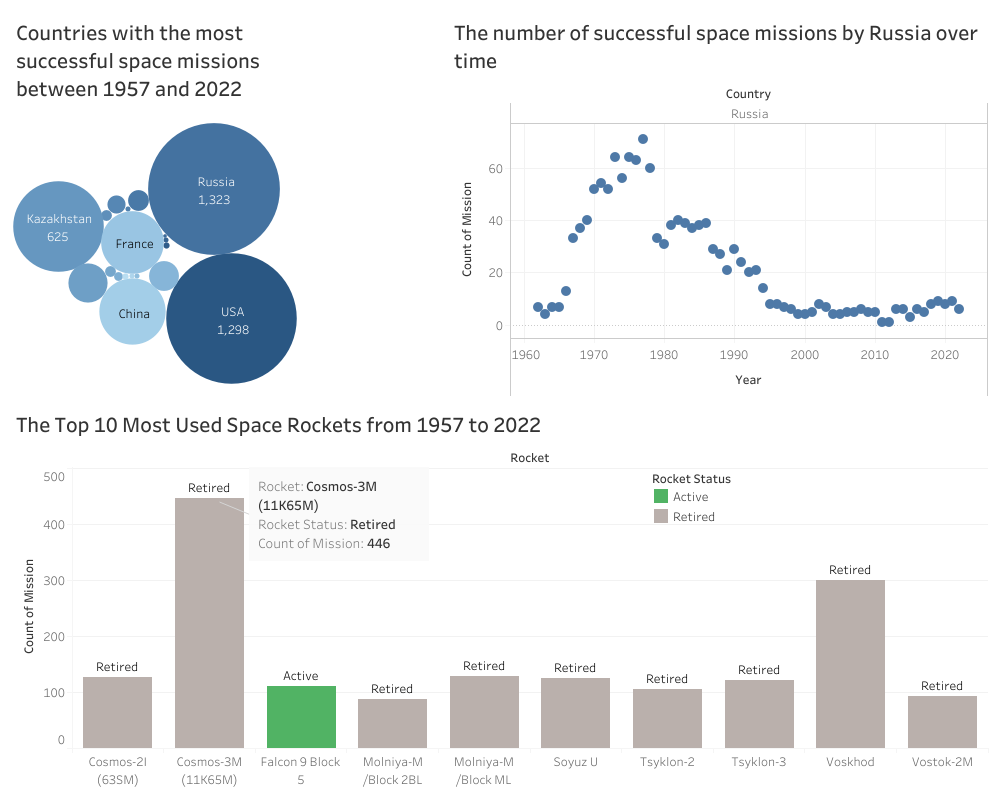 Countries with the most
successful space missions
between 1957 and 2022
Russia
1,323
Kazakhstan
625
France
China
USA
1,298
The number of successful space missions by Russia over
time
Country
Russia
Count of Mission
60
40
20
0
1960 1970 1980 1990 2000 2010 2020
Year
The Top 10 Most Used Space Rockets from 1957 to 2022
Rocket
Count of Mission
500
400
300
200
100
0
Rocket: Cosmos-3M
(11K65M)
Rocket Status: Retired
Count of Mission: 446
Rocket Status
Active
Retired
Retired
Retired
Active
Retired
Retired
Retired
Retired
Retired
Retired
Retired
Cosmos-2I
(63SM)
Cosmos-3M
(11K65M)
Falcon 9 Block
5
Molniya-M
/Block 2BL
Molniya-M
/Block ML
Soyuz U
Tsyklon-2
Tsyklon-3
Voskhod
Vostok-2M